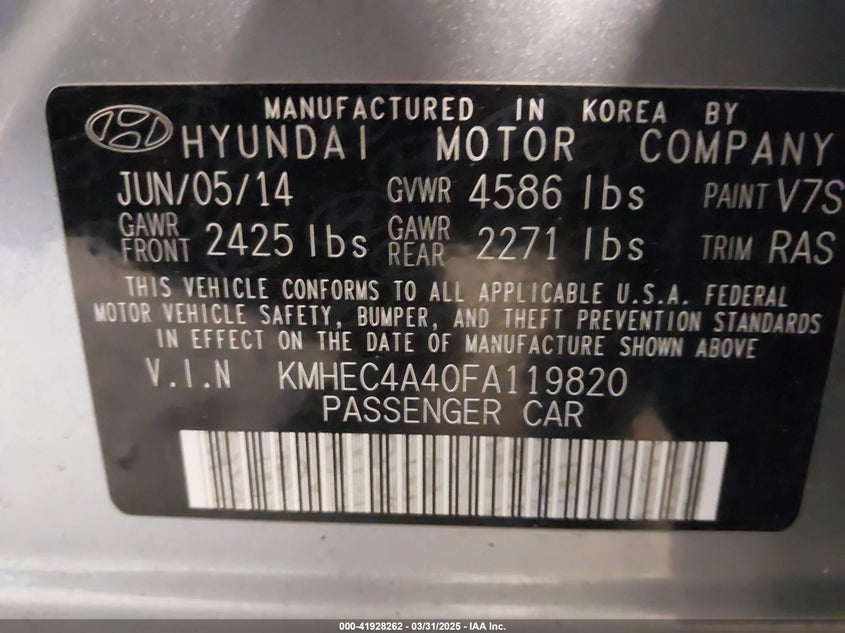 MANUFACTURED IN KOREA BY
HYUNDAI MOTOR COMPANY
JUN/05/14 GVWR 4586 lbs PAINT V7S
GAWR FRONT 2425 lbs GAWR REAR 2271 lbs TRIM RAS
THIS VEHICLE CONFORMS TO ALL APPLICABLE U.S.A. FEDERAL
MOTOR VEHICLE SAFETY, BUMPER, AND THEFT PREVENTION STANDARDS
IN EFFECT ON THE DATE OF MANUFACTURE SHOWN ABOVE
V.I.N KMHEC4A40FA119820
PASSENGER CAR
000-41928262 - 03/31/2025 - IAA Inc.